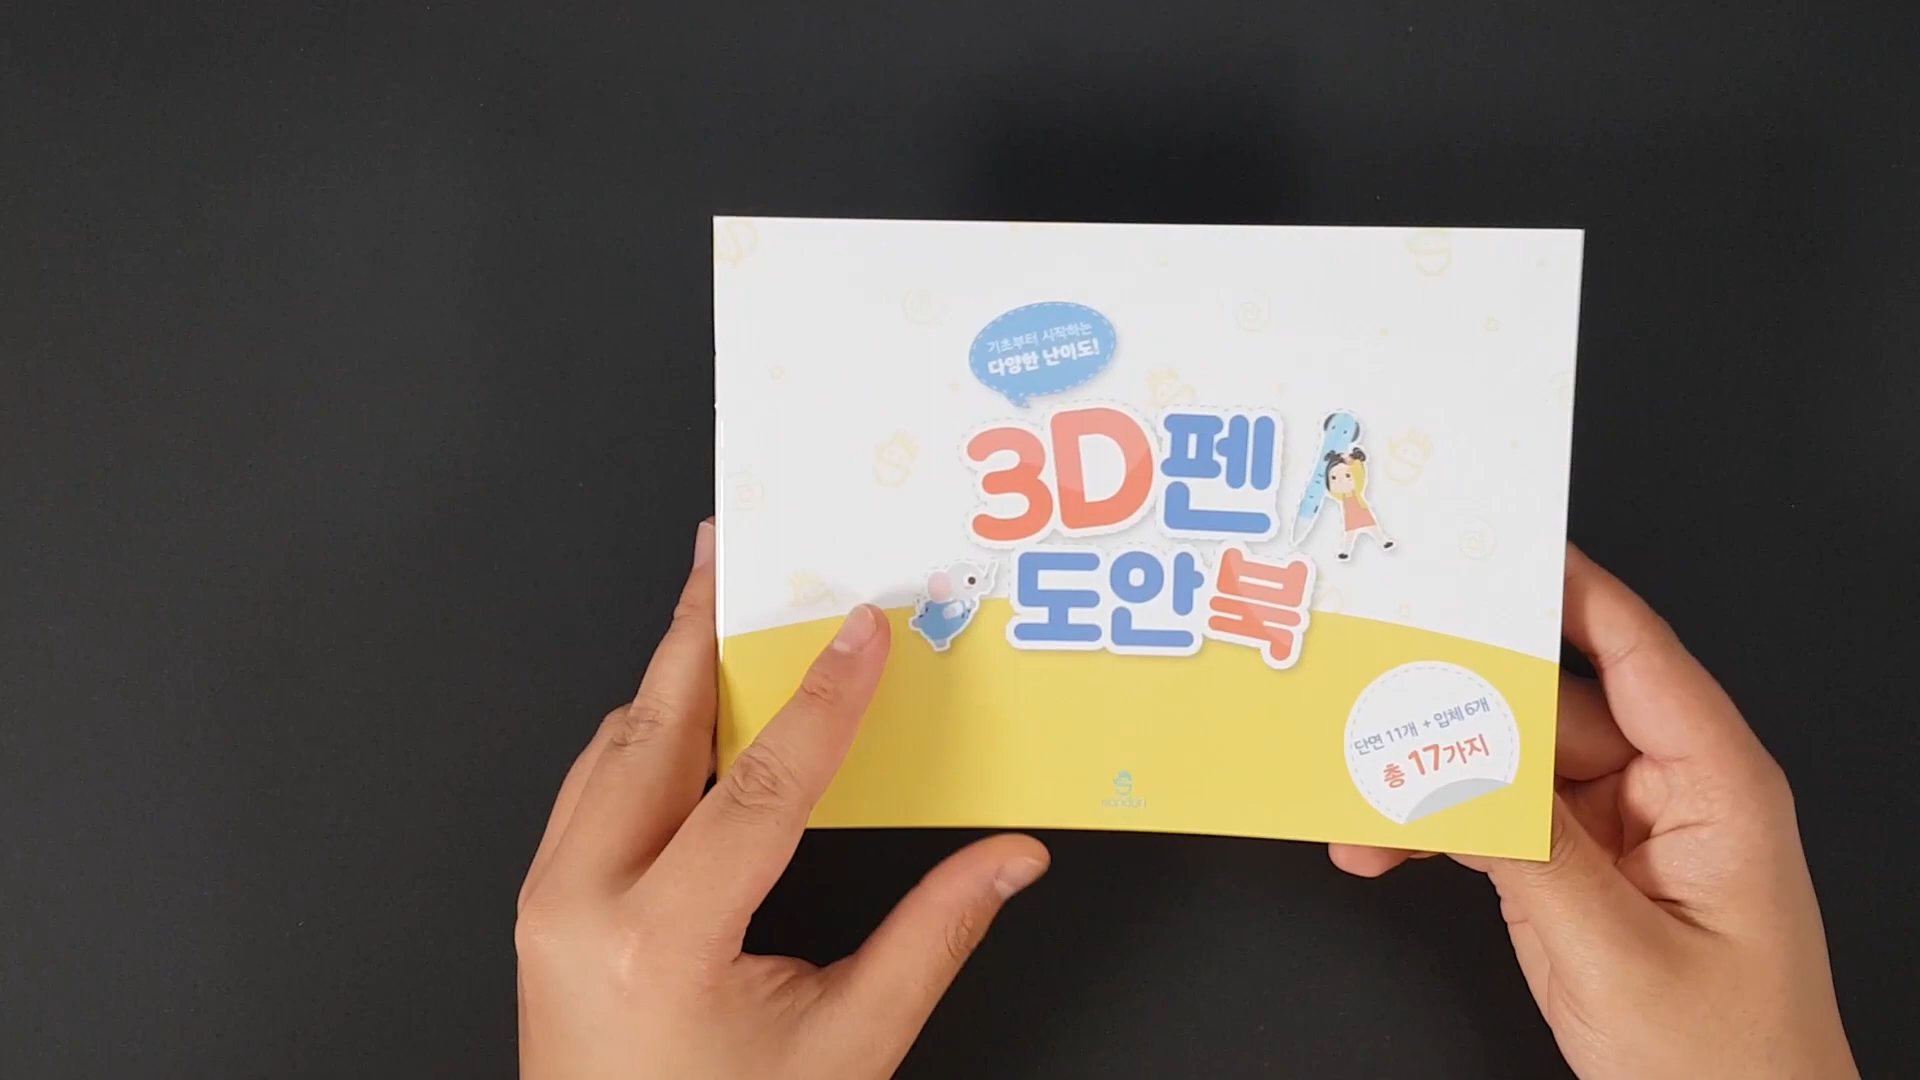 기초부터 시작하는
다양한 난이도!
3D펜
도안북
단면 11개 + 입체 6개
총 17가지